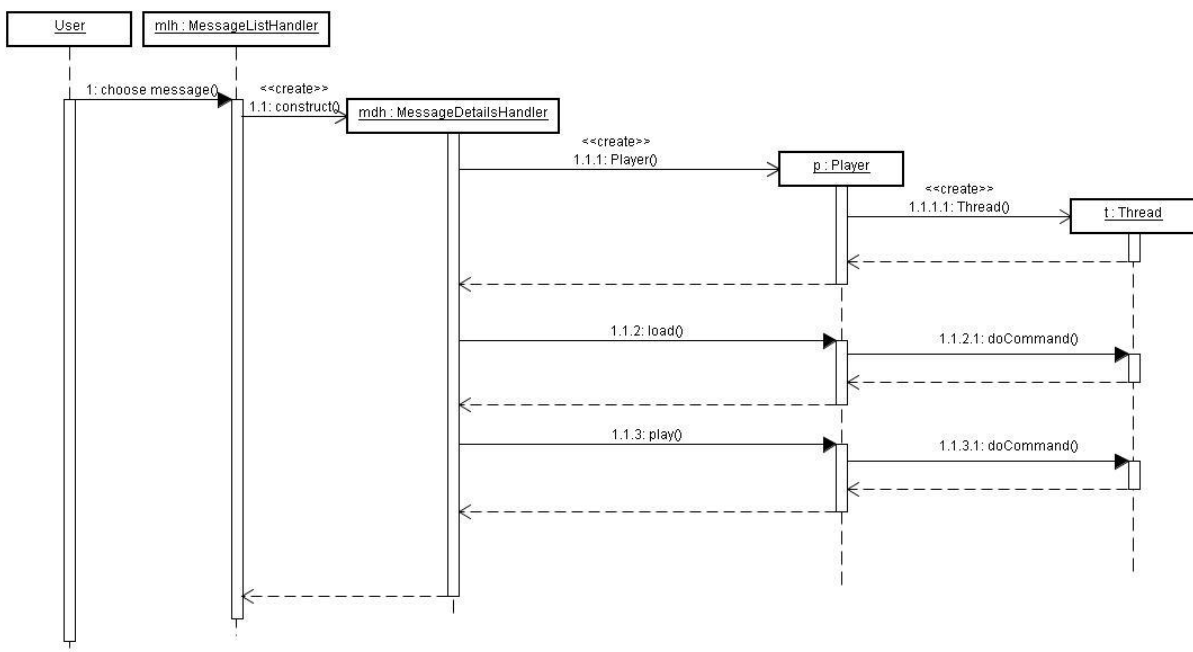 User
mlh : MessageListHandler
1: choose message()
<<create>>
1.1: construct()
mdh : MessageDetailsHandler
<<create>>
1.1.1: Player()
p : Player
<<create>>
1.1.1.1: Thread()
t : Thread
1.1.2: load()
1.1.2.1: doCommand()
1.1.3: play()
1.1.3.1: doCommand()